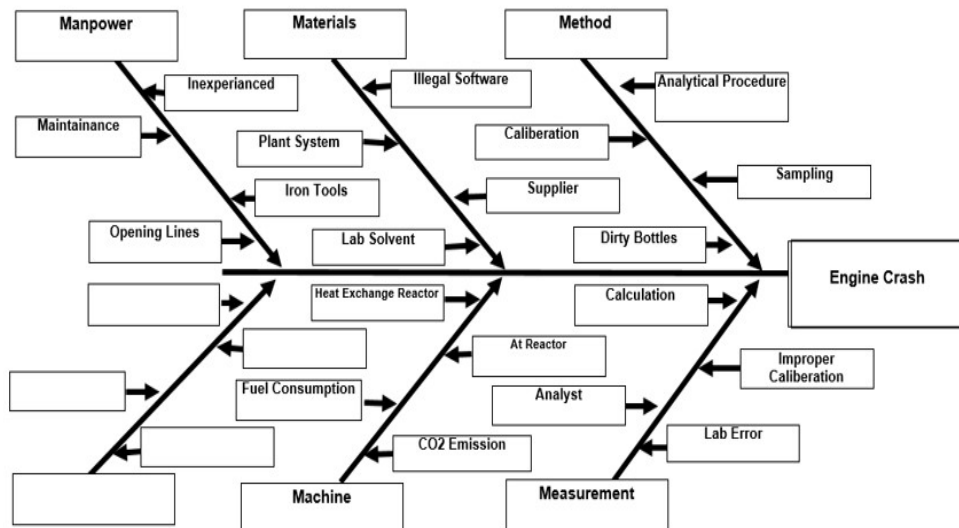 Manpower
Materials
Method
Inexperianced
Illegal Software
Analytical Procedure
Maintainance
Plant System
Caliberation
Iron Tools
Supplier
Sampling
Opening Lines
Lab Solvent
Dirty Bottles
Engine Crash
Heat Exchange Reactor
Calculation
At Reactor
Improper
Caliberation
Fuel Consumption
Analyst
CO2 Emission
Lab Error
Machine
Measurement